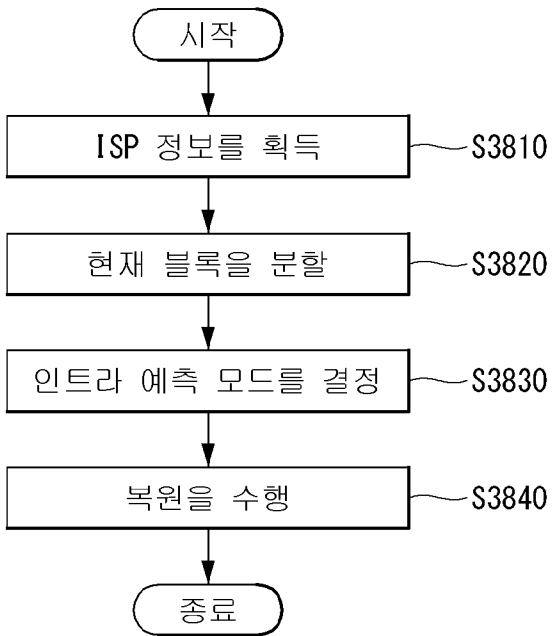 시작
ISP 정보를 획득
S3810
현재 블록을 분할
S3820
인트라 예측 모드를 결정
S3830
복원을 수행
S3840
종료